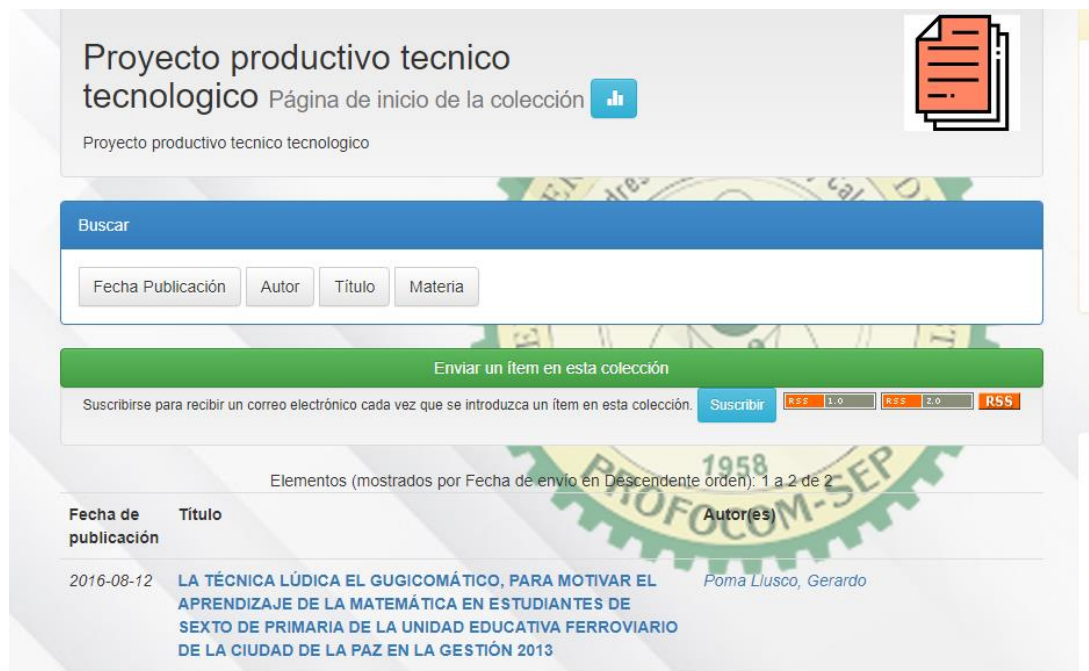 Proyecto productivo tecnico
tecnologico Página de inicio de la colección
Proyecto productivo tecnico tecnologico
Buscar
Fecha Publicación Autor Título Materia
Enviar un ítem en esta colección
Suscribirse para recibir un correo electrónico cada vez que se introduzca un ítem en esta colección. Suscribir RSS 1.0 RSS 2.0 RSS
1958
PROFOCOM-SEP
Elementos (mostrados por Fecha de envío en Descendente orden): 1 a 2 de 2
Fecha de publicación Título Autor(es)
2016-08-12 LA TÉCNICA LÚDICA EL GUGICOMÁTICO, PARA MOTIVAR EL Poma Llusco, Gerardo
APRENDIZAJE DE LA MATEMÁTICA EN ESTUDIANTES DE
SEXTO DE PRIMARIA DE LA UNIDAD EDUCATIVA FERROVIARIO
DE LA CIUDAD DE LA PAZ EN LA GESTIÓN 2013